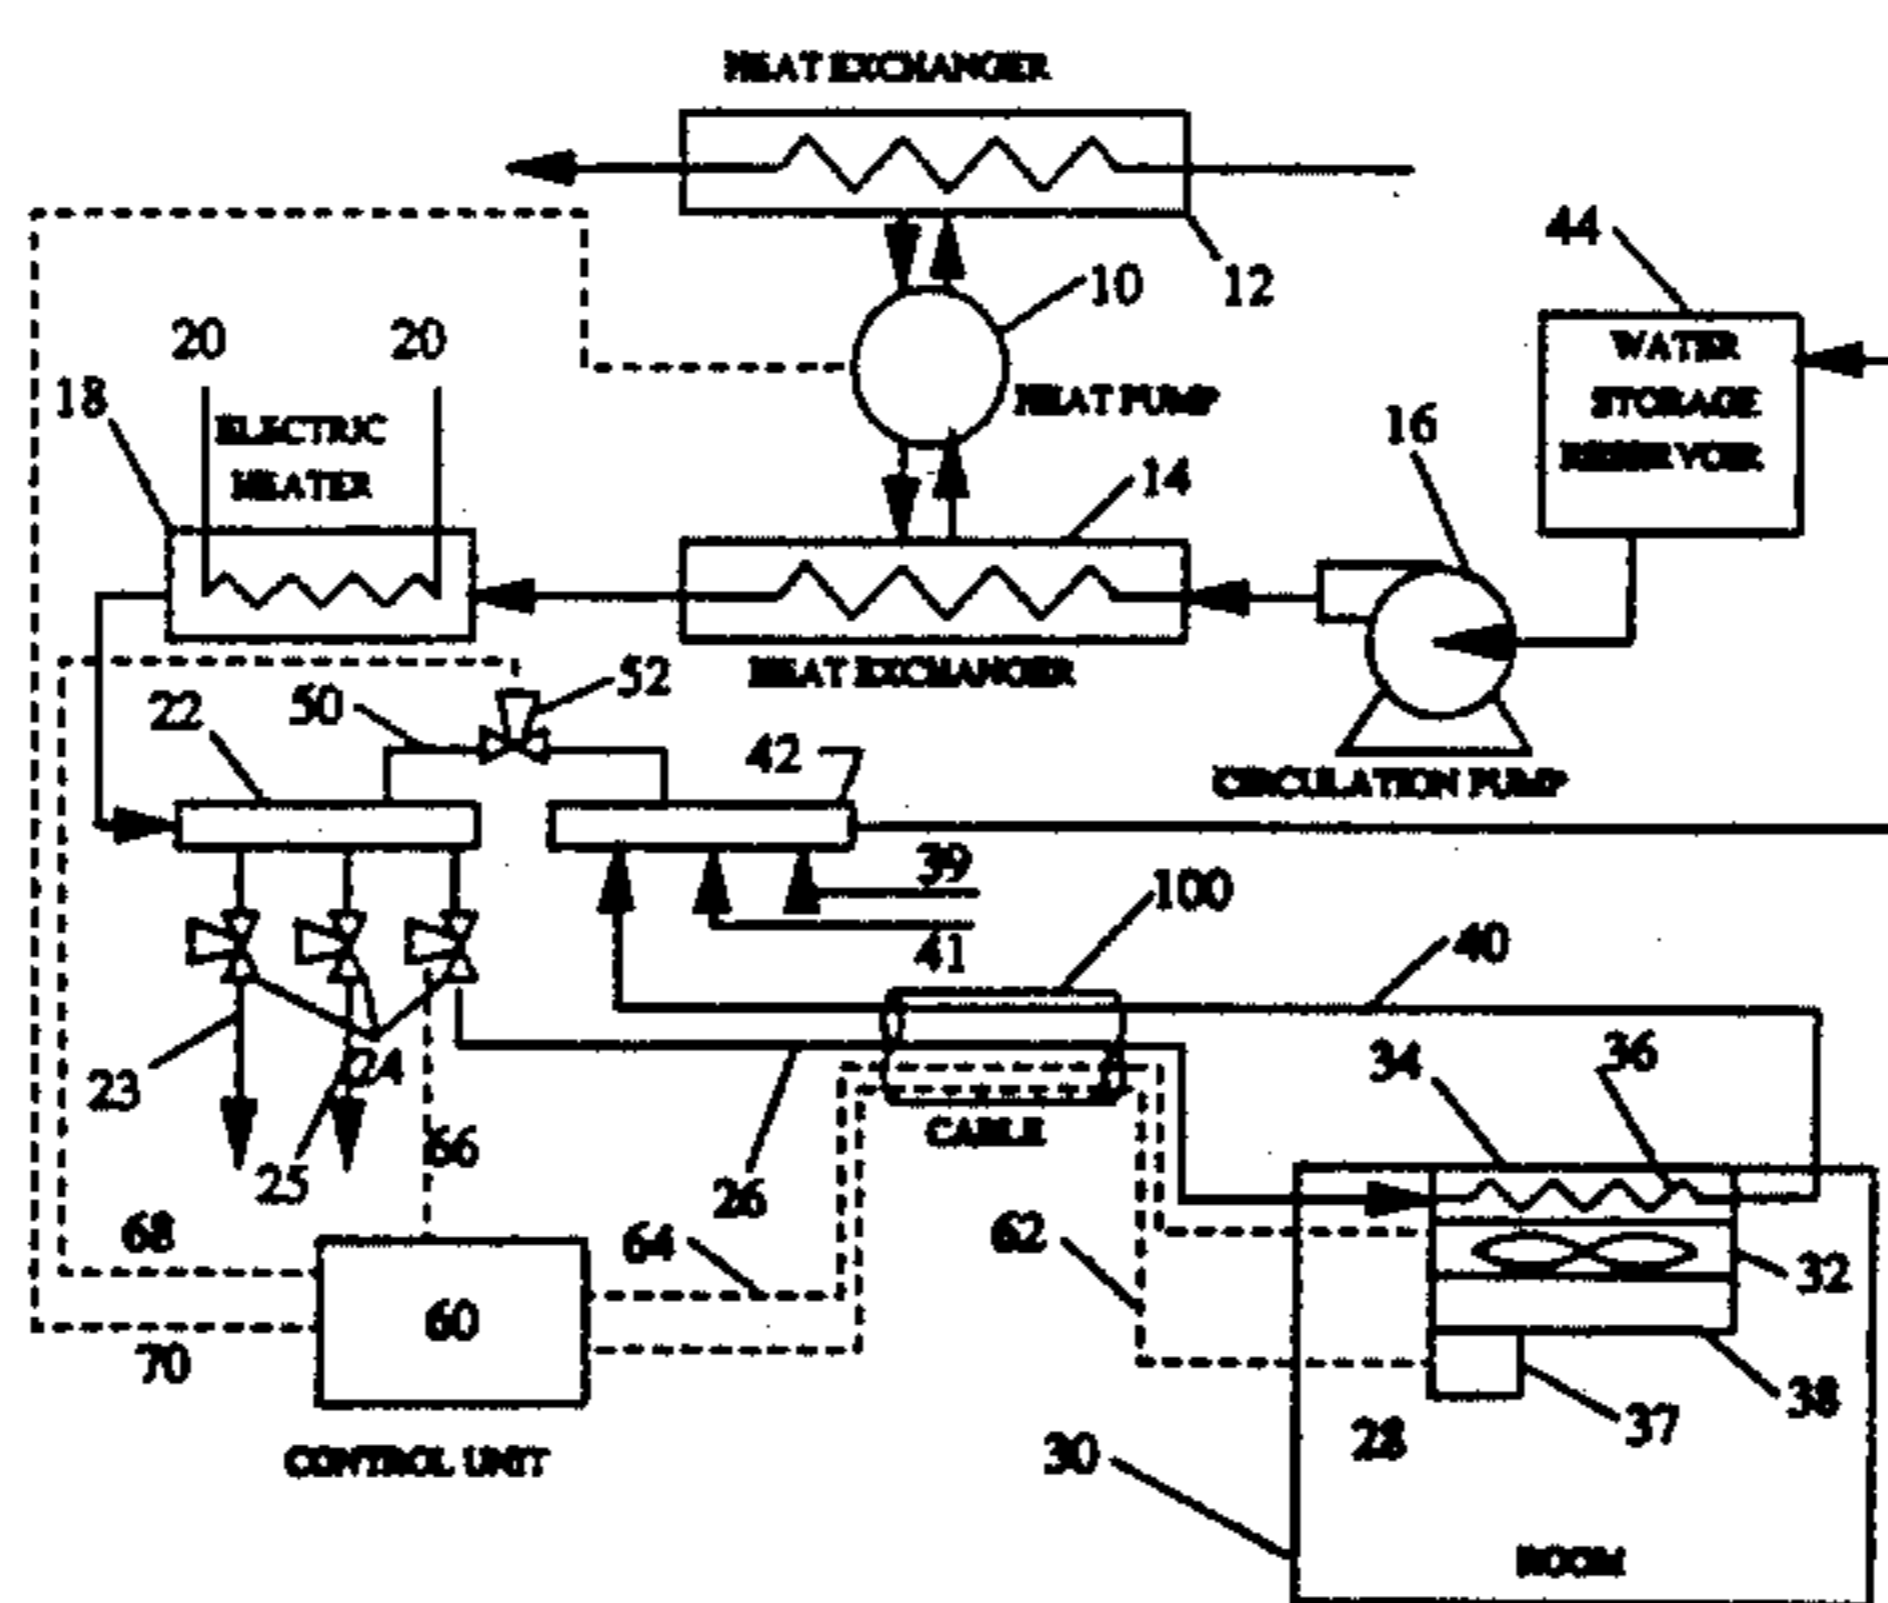 HEAT EXCHANGER
44
10
12
20
20
WATER
STORAGE
RESERVOIR
18
ELECTRIC
HEATER
HEAT PUMP
16
14
52
HEAT EXCHANGER
22
50
42
CIRCULATION PUMP
39
100
41
40
23
24
34
36
25
66
CABLE
26
68
64
62
32
60
70
38
37
28
CONTROL UNIT
30
ROOM